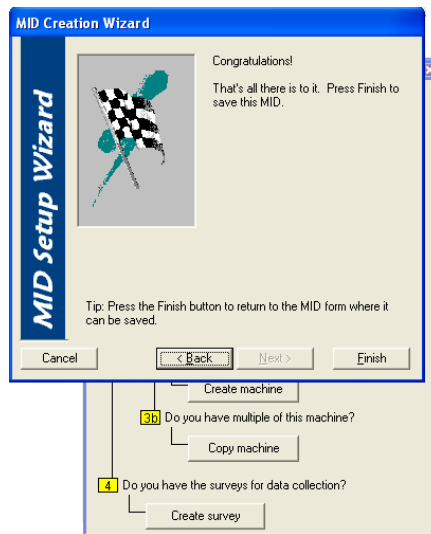 MID Creation Wizard
MID Setup Wizard
Congratulations!
That's all there is to it.  Press Finish to
save this MID.
Tip: Press the Finish button to return to the MID form where it
can be saved.
Cancel
< Back
Next >
Finish
Create machine
3b Do you have multiple of this machine?
Copy machine
4 Do you have the surveys for data collection?
Create survey